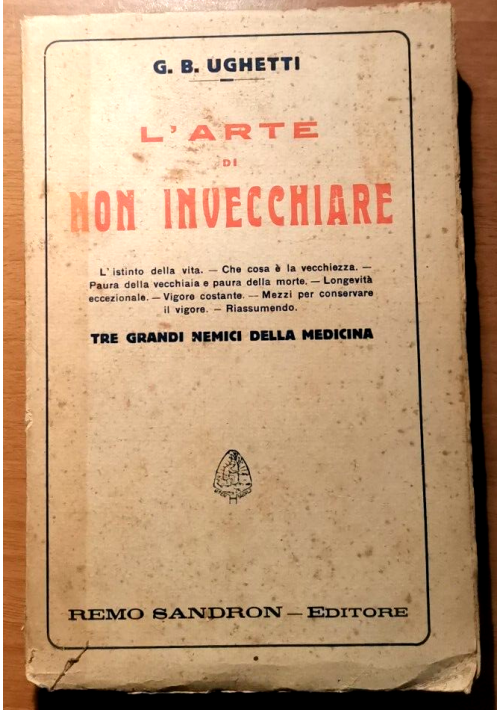 G. B. UGHETTI
L'ARTE
DI
NON INVECCHIARE
L'istinto della vita. — Che cosa è la vecchiezza. —
Paura della vecchiaia e paura della morte. — Longevità
eccezionale. — Vigore costante. — Mezzi per conservare
il vigore. — Riassumendo.
TRE GRANDI NEMICI DELLA MEDICINA
REMO SANDRON — EDITORE